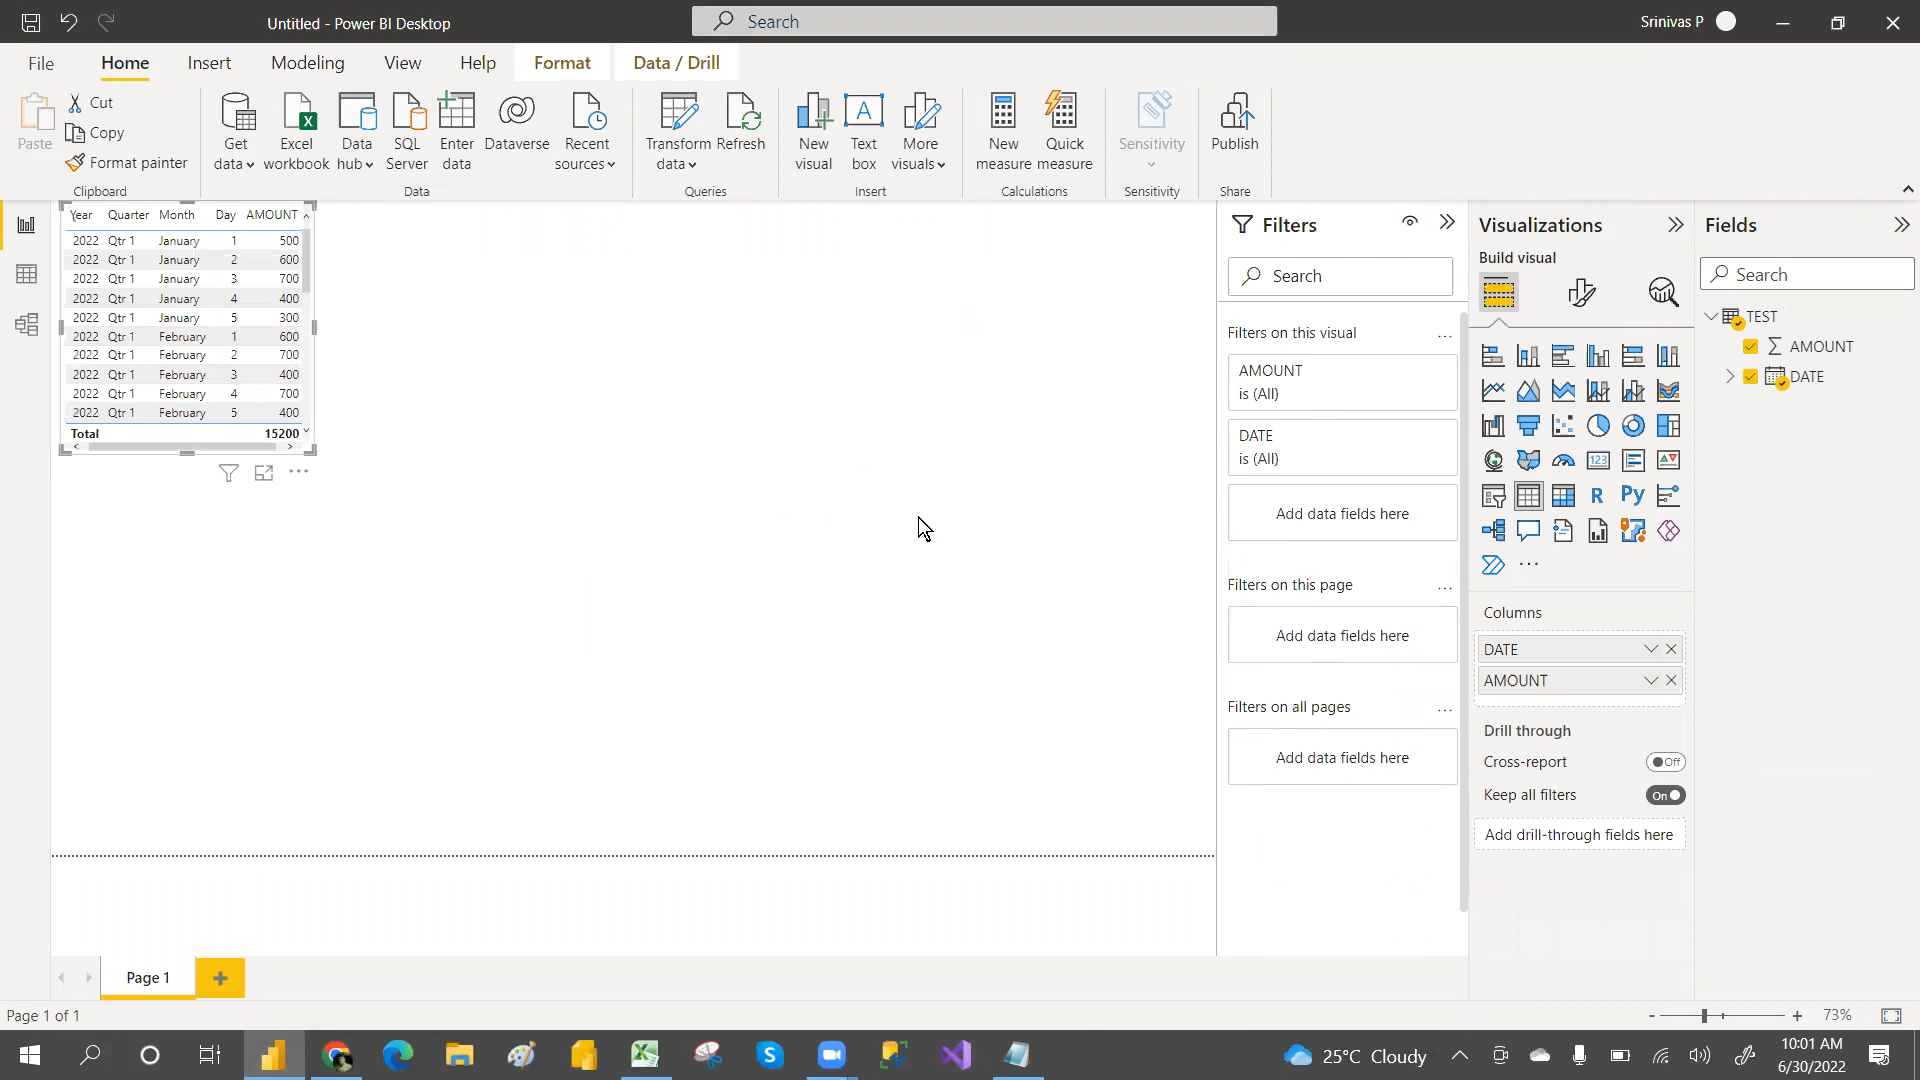 Untitled - Power BI Desktop
Search
Srinivas P
File Home Insert Modeling View Help Format Data / Drill
Paste
Cut
Copy
Format painter
Clipboard
Get data
Excel workbook
Data hub
SQL Server
Enter data
Dataverse
Recent sources
Data
Transform data
Refresh
Queries
New visual
A
Text box
More visuals
Insert
New measure
Quick measure
Calculations
Sensitivity
Sensitivity
Publish
Share
Year Quarter Month Day AMOUNT
2022 Qtr 1 January 1 500
2022 Qtr 1 January 2 600
2022 Qtr 1 January 3 700
2022 Qtr 1 January 4 400
2022 Qtr 1 January 5 300
2022 Qtr 1 February 1 600
2022 Qtr 1 February 2 700
2022 Qtr 1 February 3 400
2022 Qtr 1 February 4 700
2022 Qtr 1 February 5 400
Total 15200
Filters
Search
Filters on this visual
AMOUNT
is (All)
DATE
is (All)
Add data fields here
Filters on this page
Add data fields here
Filters on all pages
Add data fields here
Visualizations
Build visual
123
R
Py
Columns
DATE
AMOUNT
Drill through
Cross-report Off
Keep all filters On
Add drill-through fields here
Fields
Search
TEST
AMOUNT
DATE
Page 1
Page 1 of 1
73%
25°C Cloudy
10:01 AM
6/30/2022